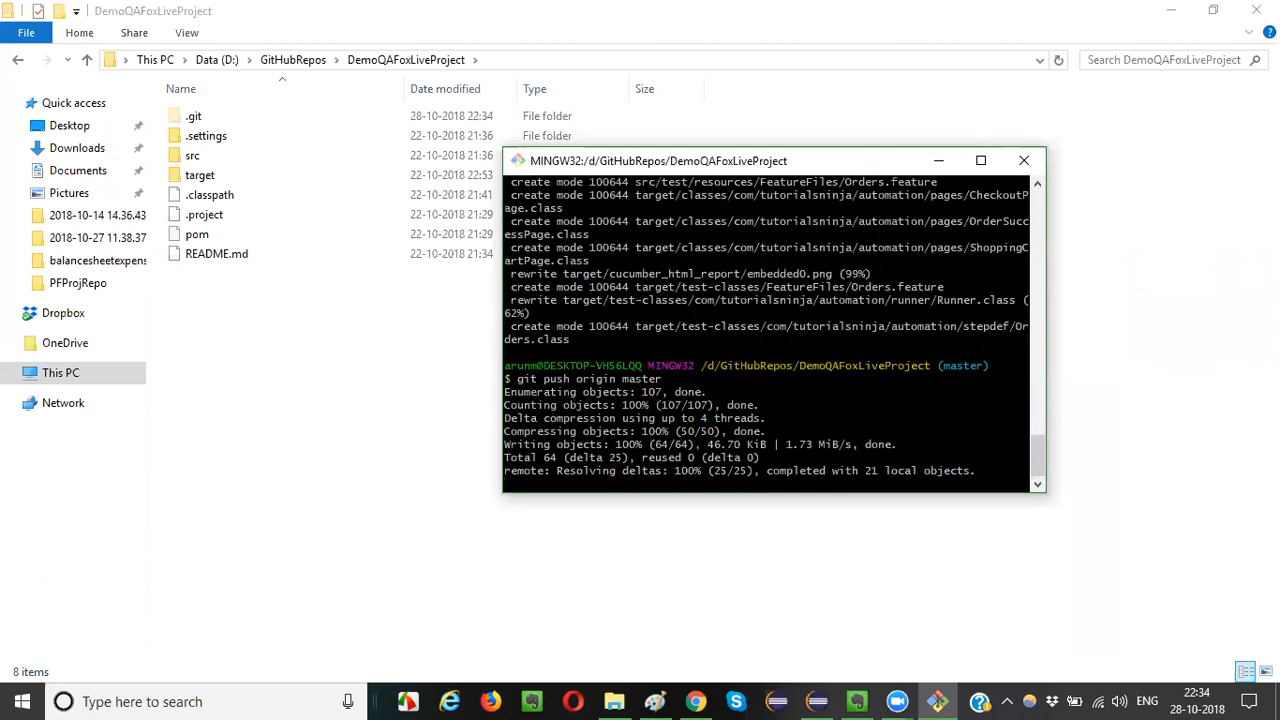 DemoQAFoxLiveProject
File
Home
Share
View
This PC
Data (D:)
GitHubRepos
DemoQAFoxLiveProject
Search DemoQAFoxLiveProject
Name
Date modified
Type
Size
Quick access
Desktop
Downloads
Documents
Pictures
2018-10-14 14.36.43
2018-10-27 11.38.37
balancesheetexpens
PFProjRepo
Dropbox
OneDrive
This PC
Network
.git
28-10-2018 22:34
File folder
.settings
22-10-2018 21:36
File folder
src
22-10-2018 21:36
target
22-10-2018 22:53
.classpath
22-10-2018 21:41
.project
22-10-2018 21:29
pom
22-10-2018 21:29
README.md
22-10-2018 21:34
MINGW32:/d/GitHubRepos/DemoQAFoxLiveProject
create mode 100644 src/test/resources/FeatureFiles/Orders.feature
create mode 100644 target/classes/com/tutorialsninja/automation/pages/CheckoutP
age.class
create mode 100644 target/classes/com/tutorialsninja/automation/pages/OrderSucc
essPage.class
create mode 100644 target/classes/com/tutorialsninja/automation/pages/ShoppingC
artPage.class
rewrite target/cucumber_html_report/embedded0.png (99%)
create mode 100644 target/test-classes/FeatureFiles/Orders.feature
rewrite target/test-classes/com/tutorialsninja/automation/runner/Runner.class (
62%)
create mode 100644 target/test-classes/com/tutorialsninja/automation/stepdef/Or
ders.class
arunm@DESKTOP-VH56LQQ MINGW32 /d/GitHubRepos/DemoQAFoxLiveProject (master)
$ git push origin master
Enumerating objects: 107, done.
Counting objects: 100% (107/107), done.
Delta compression using up to 4 threads.
Compressing objects: 100% (50/50), done.
Writing objects: 100% (64/64), 46.70 KiB | 1.73 MiB/s, done.
Total 64 (delta 25), reused 0 (delta 0)
remote: Resolving deltas: 100% (25/25), completed with 21 local objects.
8 items
Type here to search
ENG
22:34
28-10-2018